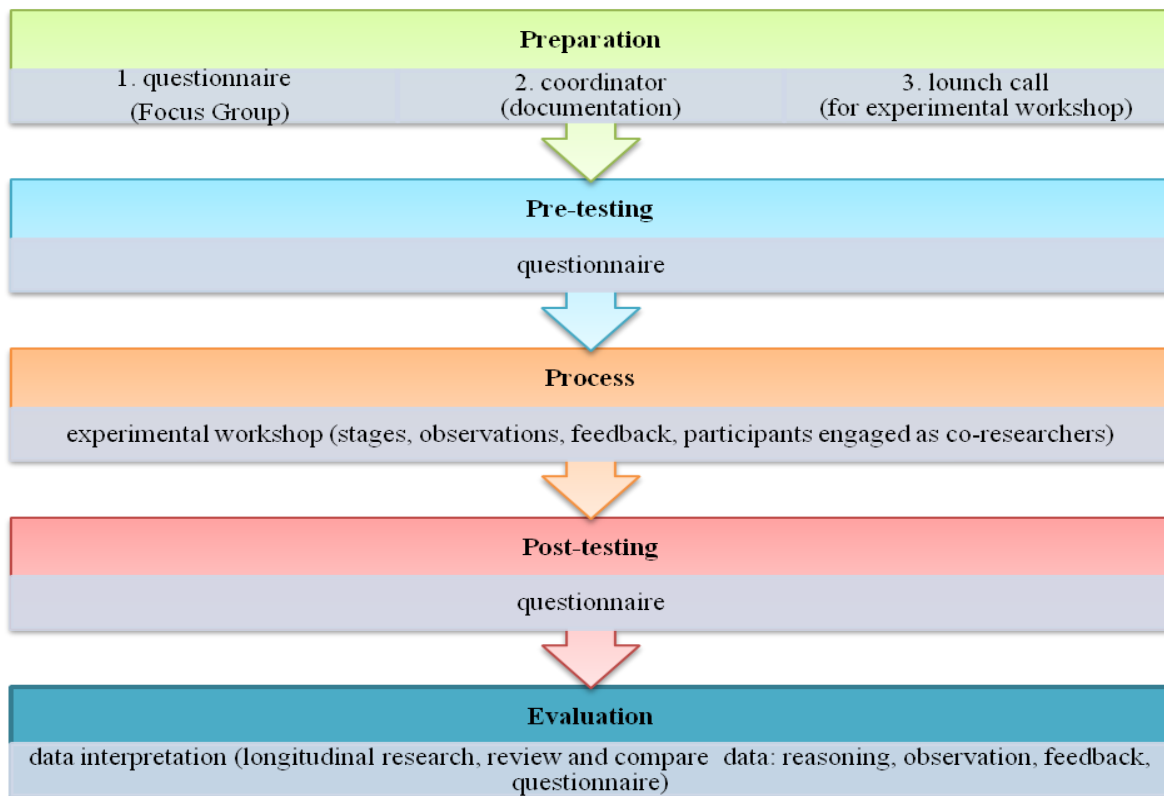 Preparation
1. questionnaire
(Focus Group)
2. coordinator
(documentation)
3. lounch call
(for experimental workshop)
Pre-testing
questionnaire
Process
experimental workshop (stages, observations, feedback, participants engaged as co-researchers)
Post-testing
questionnaire
Evaluation
data interpretation (longitudinal research, review and compare data: reasoning, observation, feedback,
questionnaire)